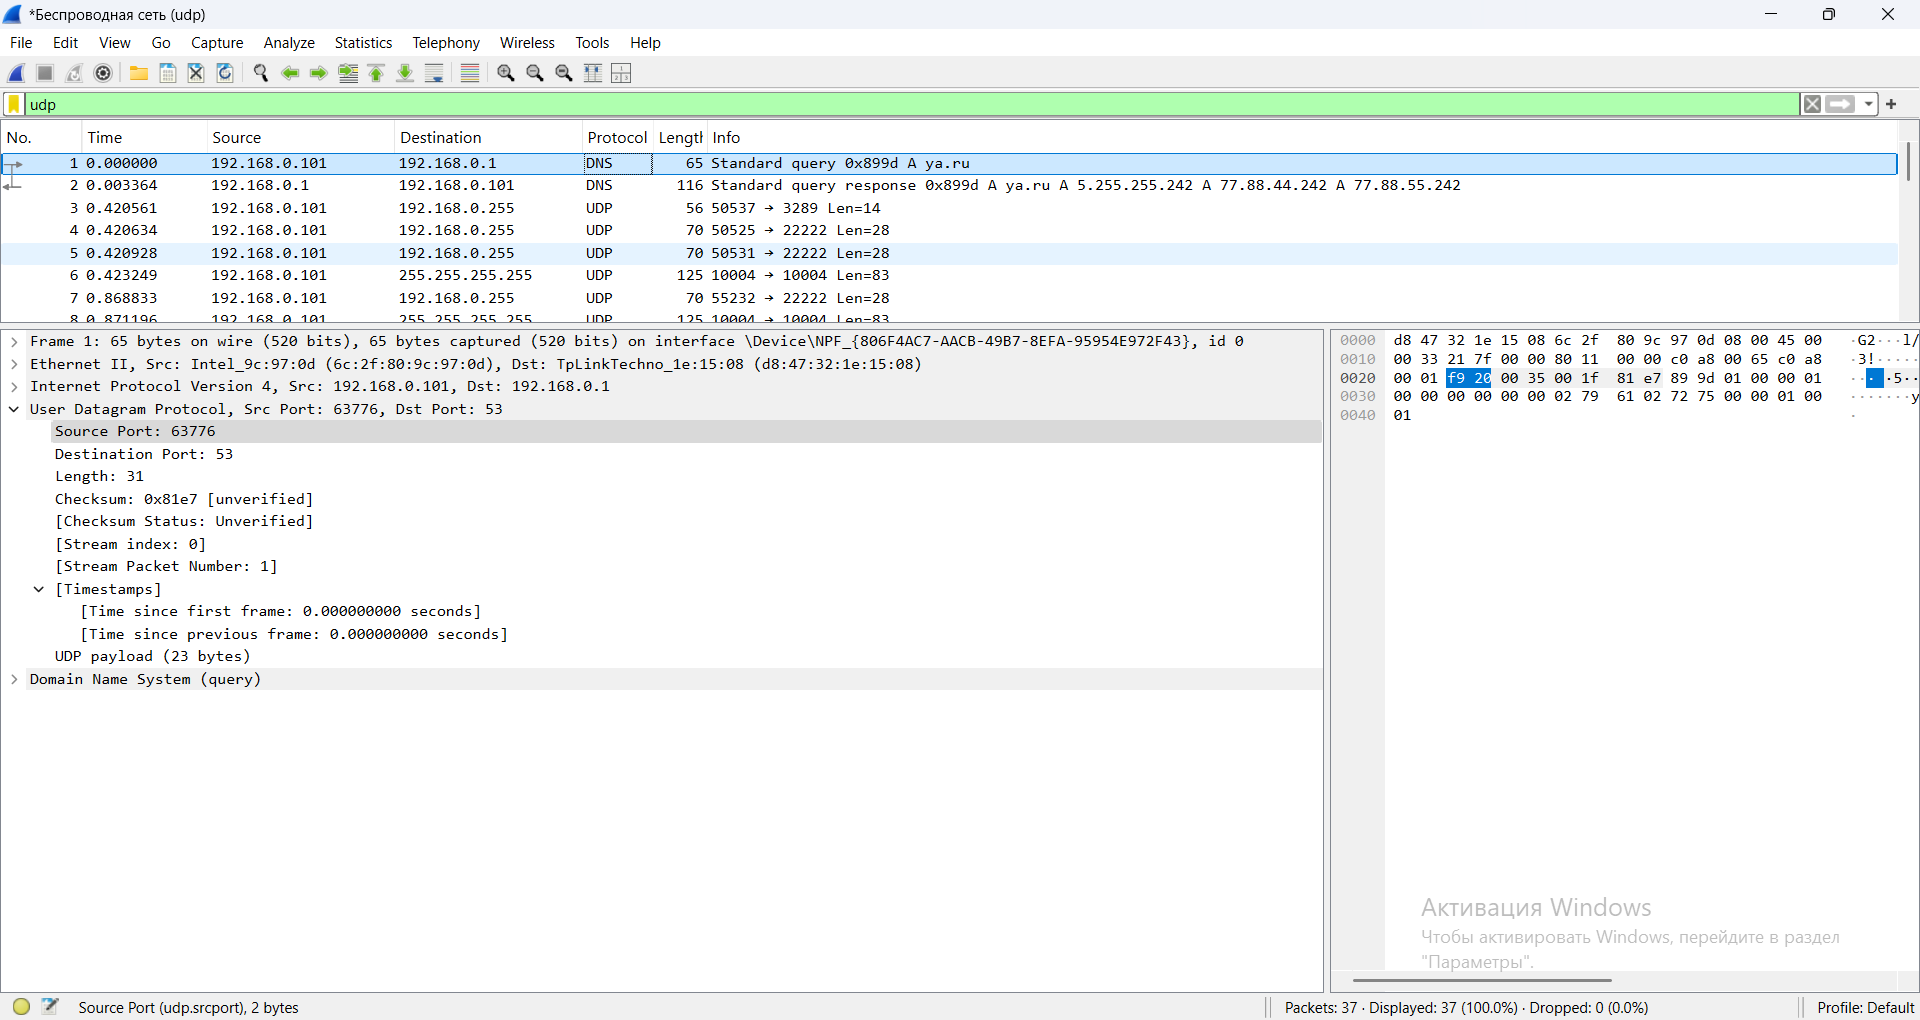 *Беспроводная сеть (udp)
File Edit View Go Capture Analyze Statistics Telephony Wireless Tools Help
udp
No. Time Source Destination Protocol Length Info
1 0.000000 192.168.0.101 192.168.0.1 DNS 65 Standard query 0x899d A ya.ru
2 0.003364 192.168.0.1 192.168.0.101 DNS 116 Standard query response 0x899d A ya.ru A 5.255.255.242 A 77.88.44.242 A 77.88.55.242
3 0.420561 192.168.0.101 192.168.0.255 UDP 56 50537 → 3289 Len=14
4 0.420634 192.168.0.101 192.168.0.255 UDP 70 50525 → 22222 Len=28
5 0.420928 192.168.0.101 192.168.0.255 UDP 70 50531 → 22222 Len=28
6 0.423249 192.168.0.101 255.255.255.255 UDP 125 10004 → 10004 Len=83
7 0.868833 192.168.0.101 192.168.0.255 UDP 70 55232 → 22222 Len=28
8 0.871196 192.168.0.101 255.255.255.255 UDP 125 10004 → 10004 Len=83
Frame 1: 65 bytes on wire (520 bits), 65 bytes captured (520 bits) on interface \Device\NPF_{806F4AC7-AACB-49B7-8EFA-95954E972F43}, id 0
Ethernet II, Src: Intel_9c:97:0d (6c:2f:80:9c:97:0d), Dst: TpLinkTechno_1e:15:08 (d8:47:32:1e:15:08)
Internet Protocol Version 4, Src: 192.168.0.101, Dst: 192.168.0.1
User Datagram Protocol, Src Port: 63776, Dst Port: 53
Source Port: 63776
Destination Port: 53
Length: 31
Checksum: 0x81e7 [unverified]
[Checksum Status: Unverified]
[Stream index: 0]
[Stream Packet Number: 1]
[Timestamps]
[Time since first frame: 0.000000000 seconds]
[Time since previous frame: 0.000000000 seconds]
UDP payload (23 bytes)
Domain Name System (query)
0000 d8 47 32 1e 15 08 6c 2f 80 9c 97 0d 08 00 45 00 ·G2···l/
0010 00 33 21 7f 00 00 80 11 00 00 c0 a8 00 65 c0 a8 ·3!·····
0020 00 01 f9 20 00 35 00 1f 81 e7 89 9d 01 00 00 01 ··· ·5··
0030 00 00 00 00 00 00 02 79 61 02 72 75 00 00 01 00 ·······y
0040 01 ·
Активация Windows
Чтобы активировать Windows, перейдите в раздел
"Параметры".
Source Port (udp.srcport), 2 bytes
Packets: 37 · Displayed: 37 (100.0%) · Dropped: 0 (0.0%)
Profile: Default